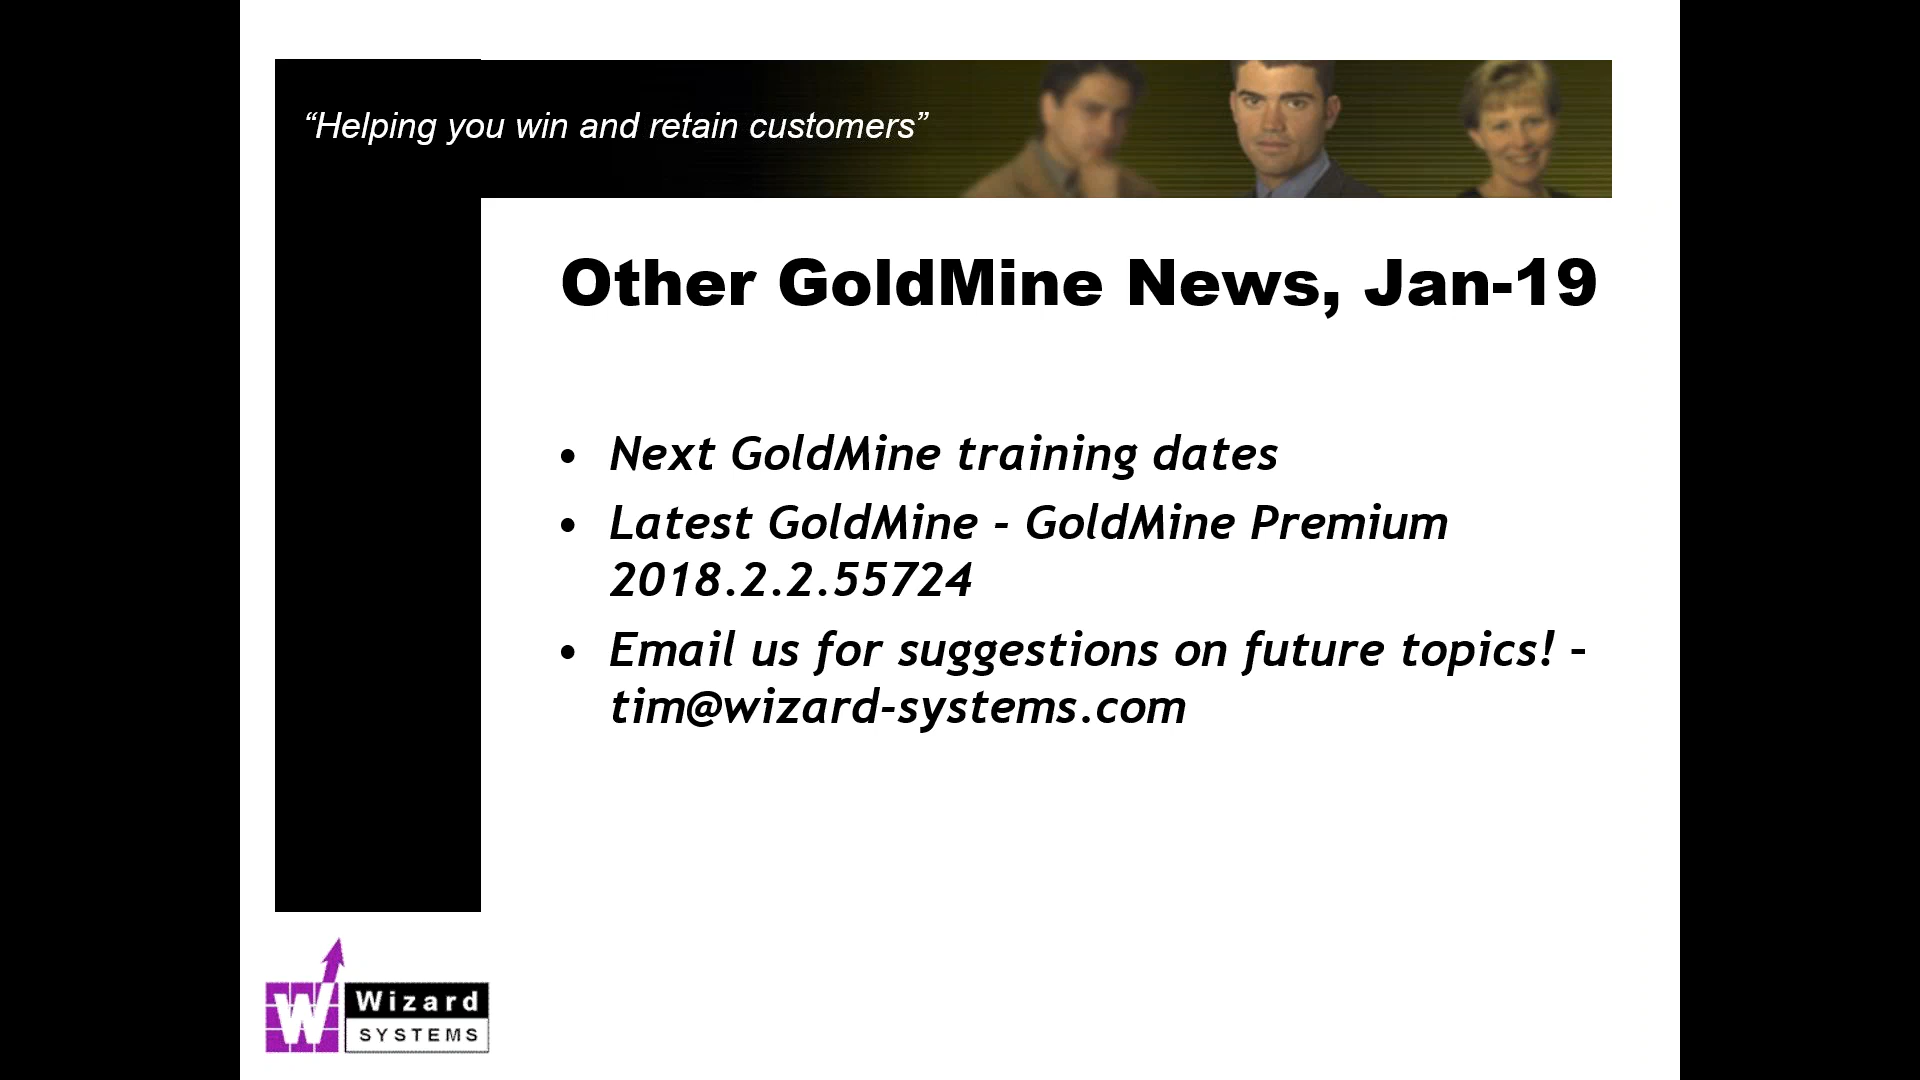 “Helping you win and retain customers”
Other GoldMine News, Jan-19
• Next GoldMine training dates
• Latest GoldMine - GoldMine Premium
2018.2.2.55724
• Email us for suggestions on future topics! –
tim@wizard-systems.com
W
Wizard
SYSTEMS